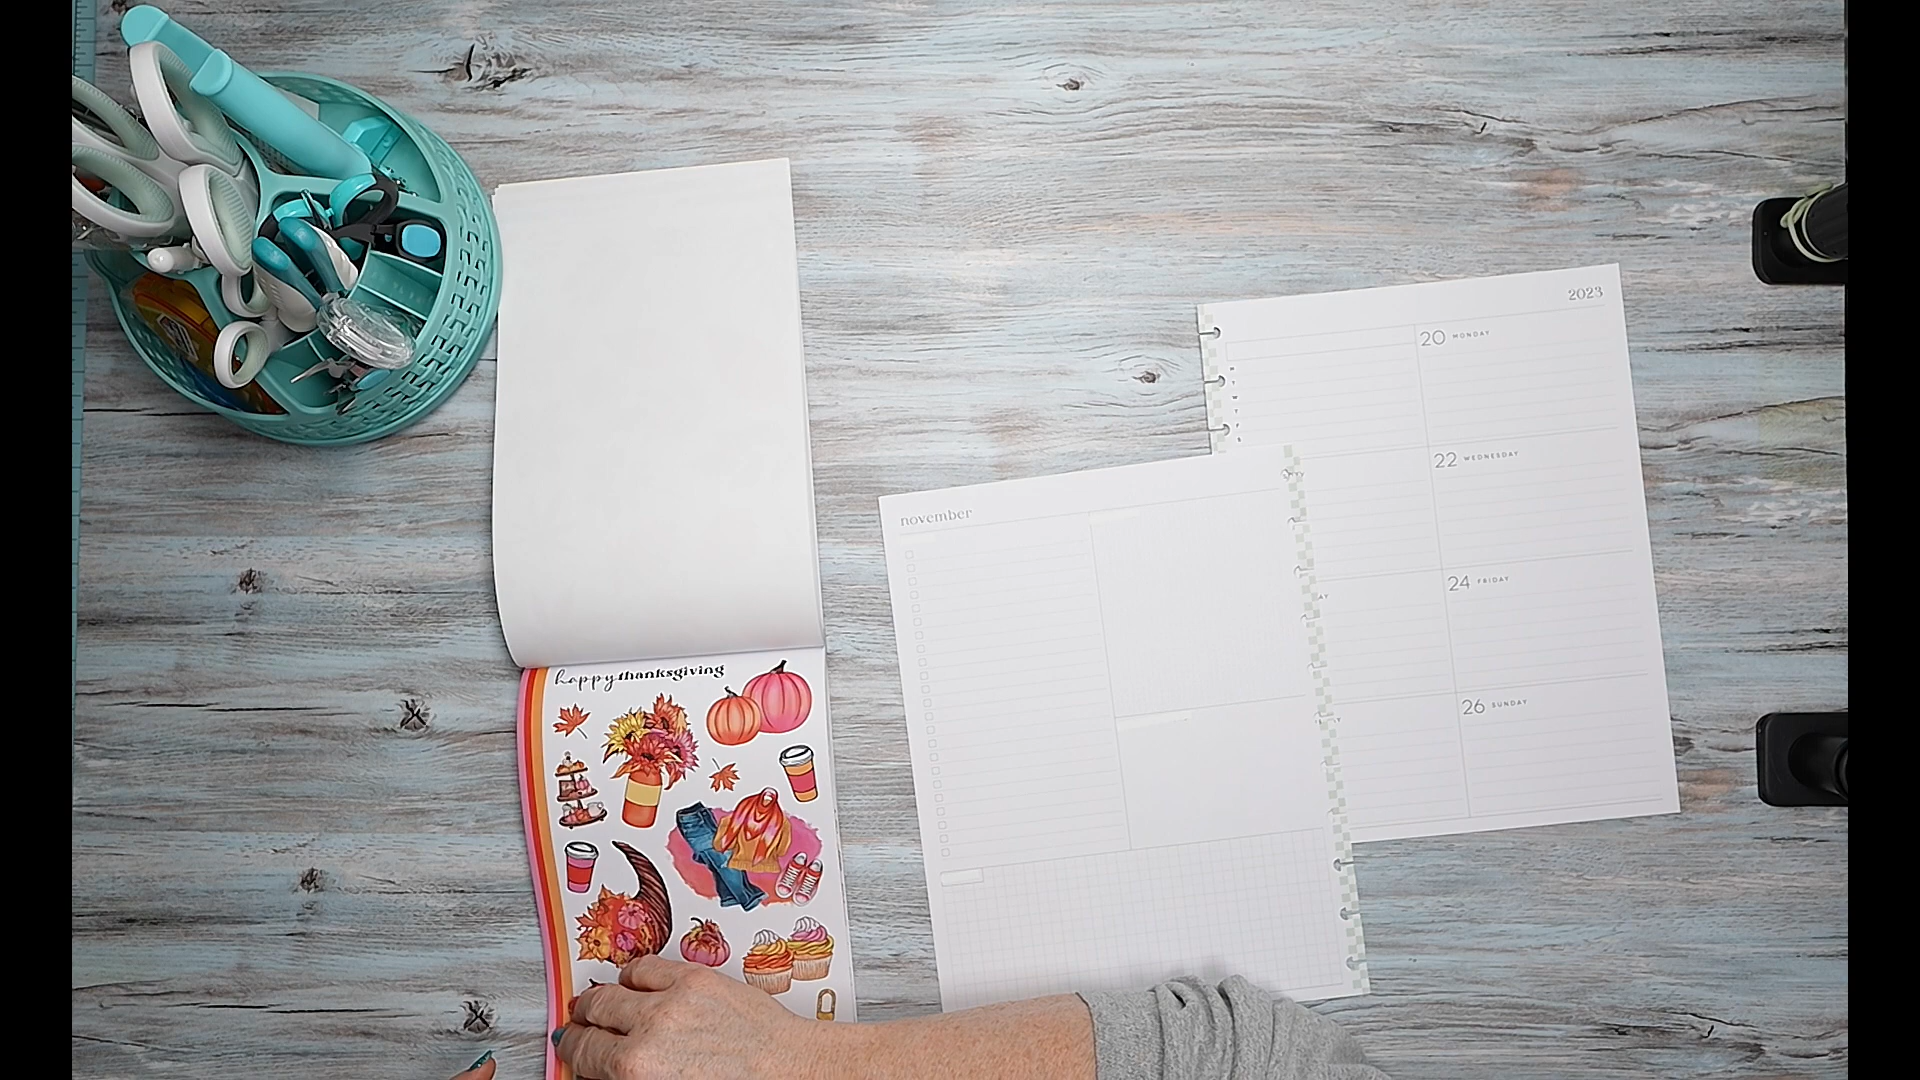 happy thanksgiving
november
2023
20 MONDAY
22 WEDNESDAY
24 FRIDAY
26 SUNDAY
M
T
W
T
F
S